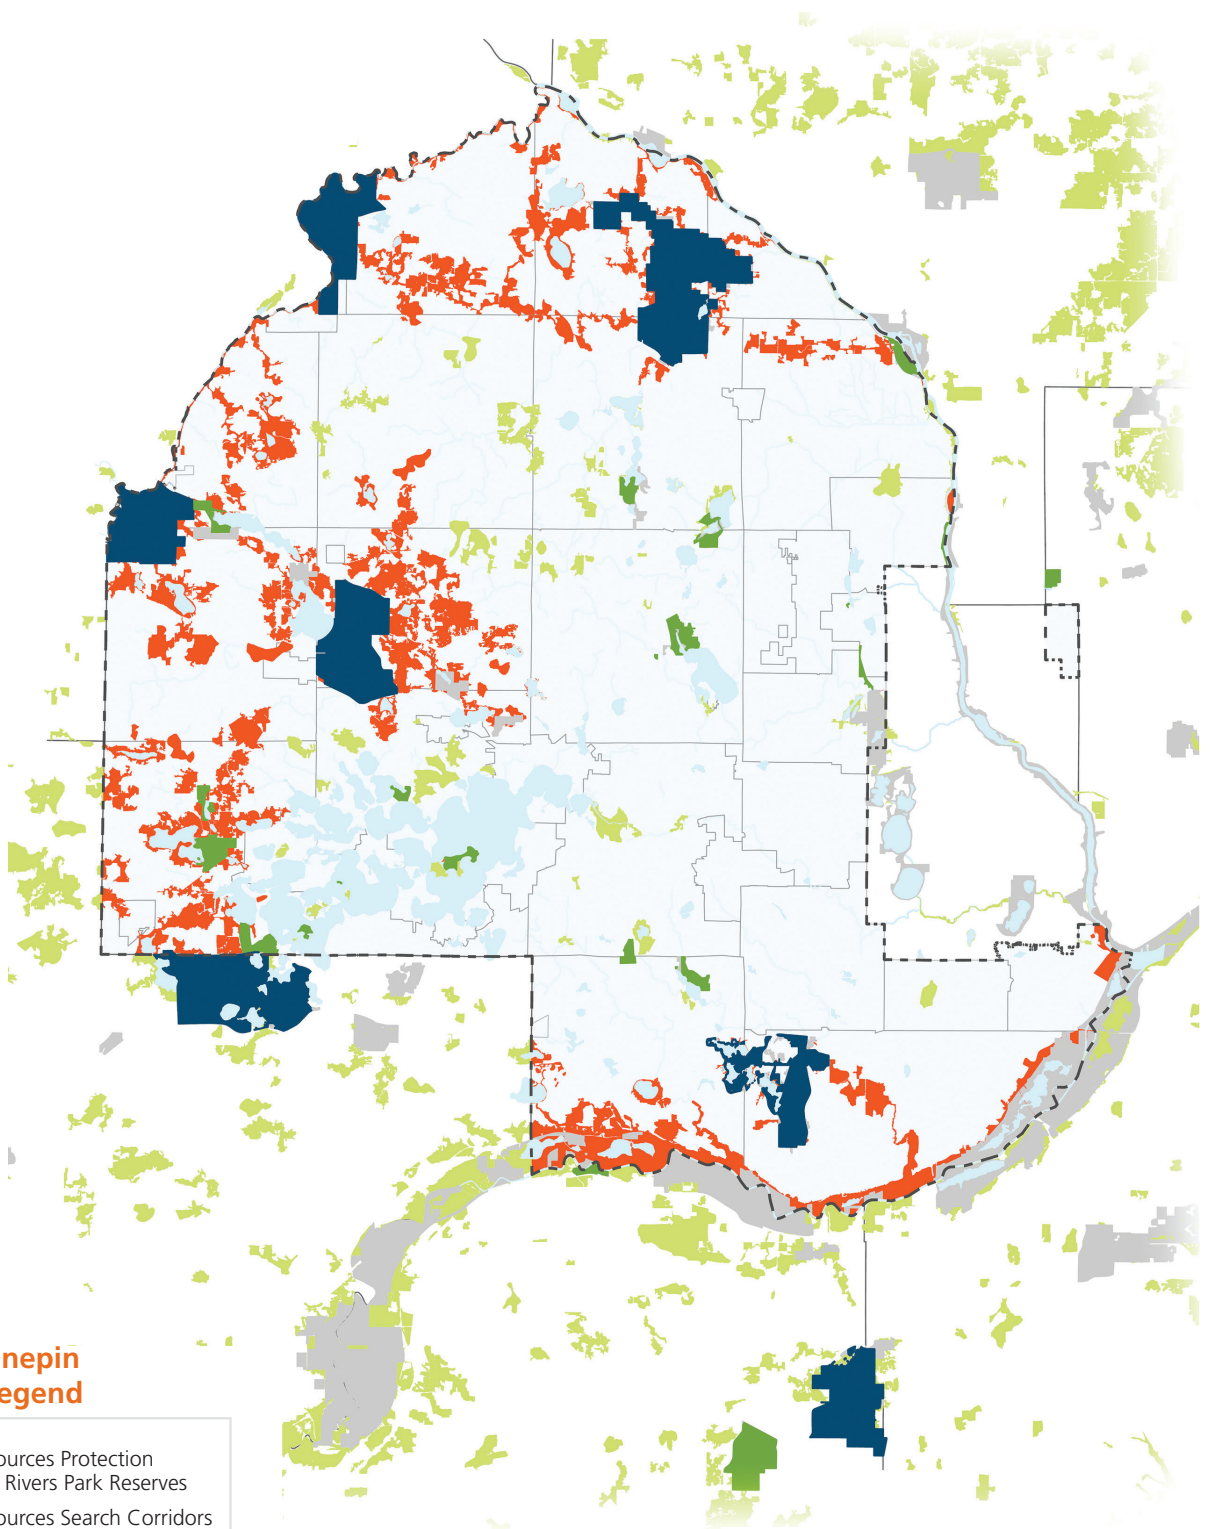 nepin
egend
ources Protection
Rivers Park Reserves
ources Search Corridors